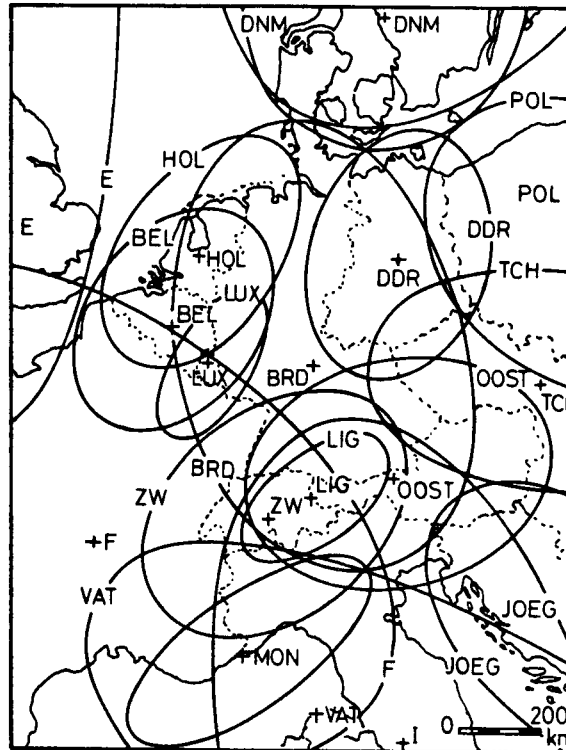 DNM
DNM
POL
HOL
E
POL
E
BEL
DDR
HOL
DDR
TCH
LUX
BEL
LUX
BRD
OOST
TC
LIG
BRD
LIG
OOST
ZW
ZW
F
VAT
JOEG
MON
F
JOEG
VAT
I
0
200
km